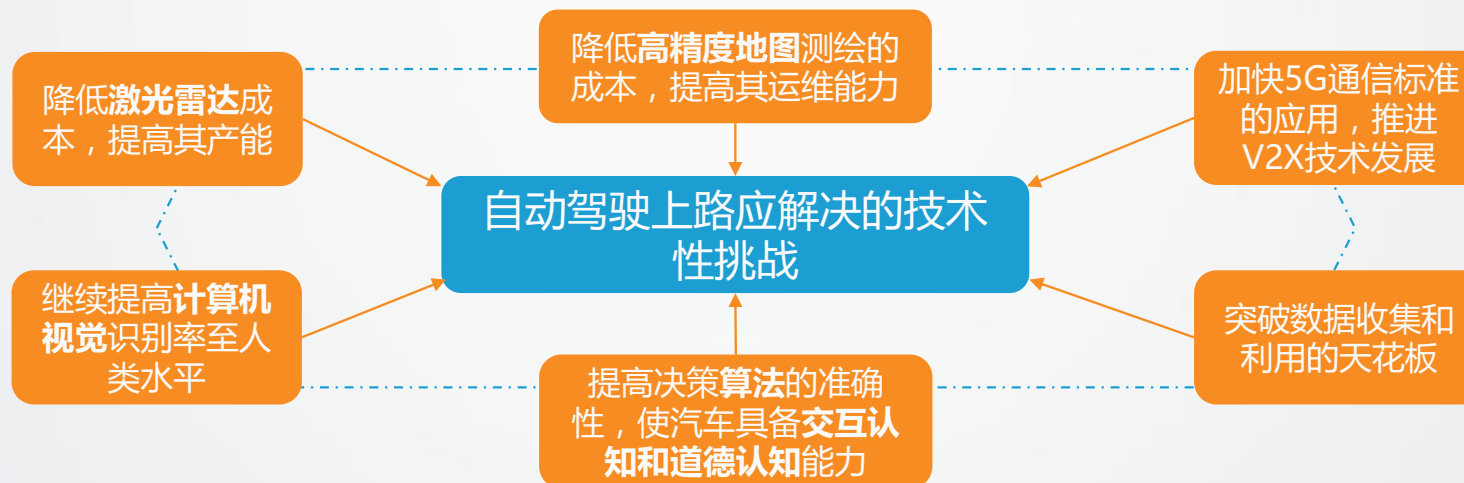 降低高精度地图测绘的
成本，提高其运维能力
降低激光雷达成
本，提高其产能
加快5G通信标准
的应用，推进
V2X技术发展
自动驾驶上路应解决的技术
性挑战
继续提高计算机
视觉识别率至人
类水平
突破数据收集和
利用的天花板
提高决策算法的准确
性，使汽车具备交互认
知和道德认知能力